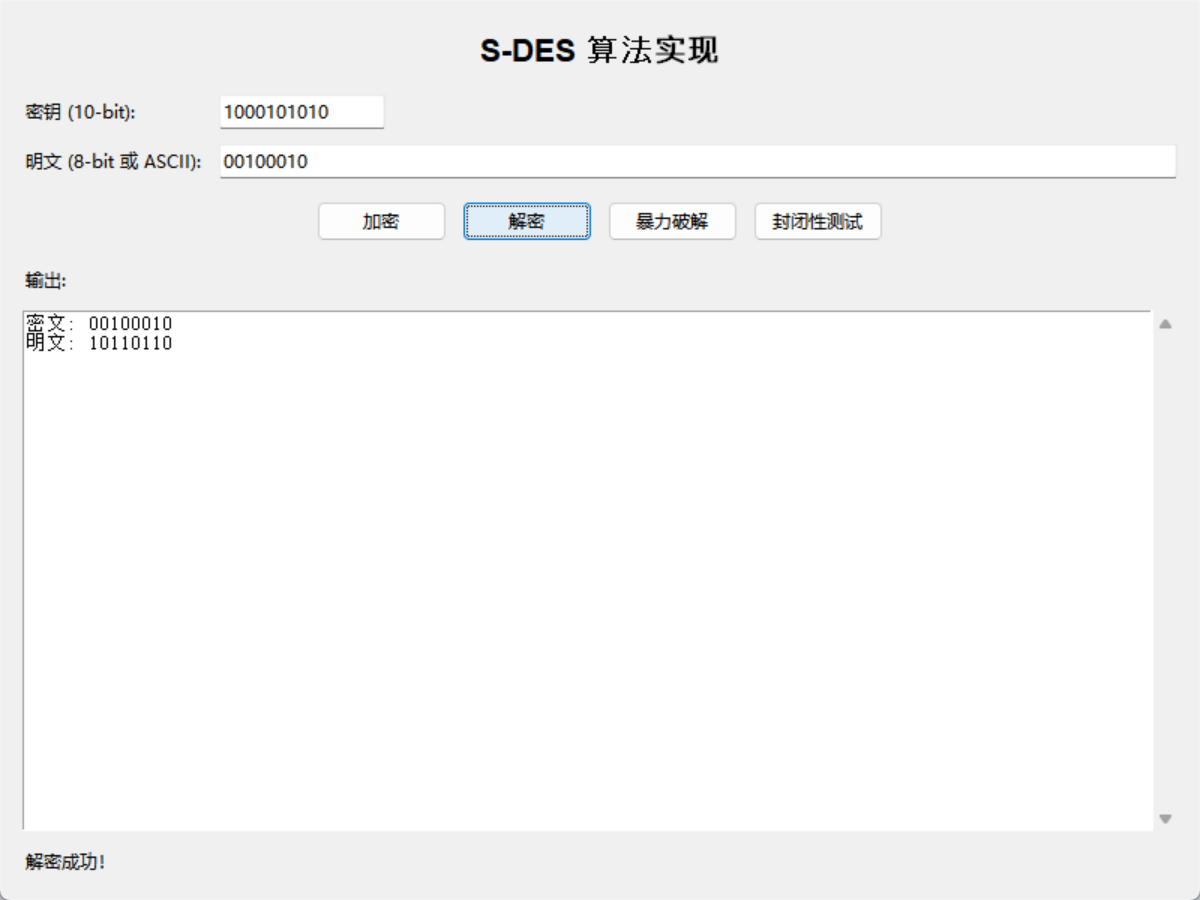 S-DES 算法实现
密钥 (10-bit): 1000101010
明文 (8-bit 或 ASCII): 00100010
加密 解密 暴力破解 封闭性测试
输出:
密文: 00100010
明文: 10110110
解密成功!